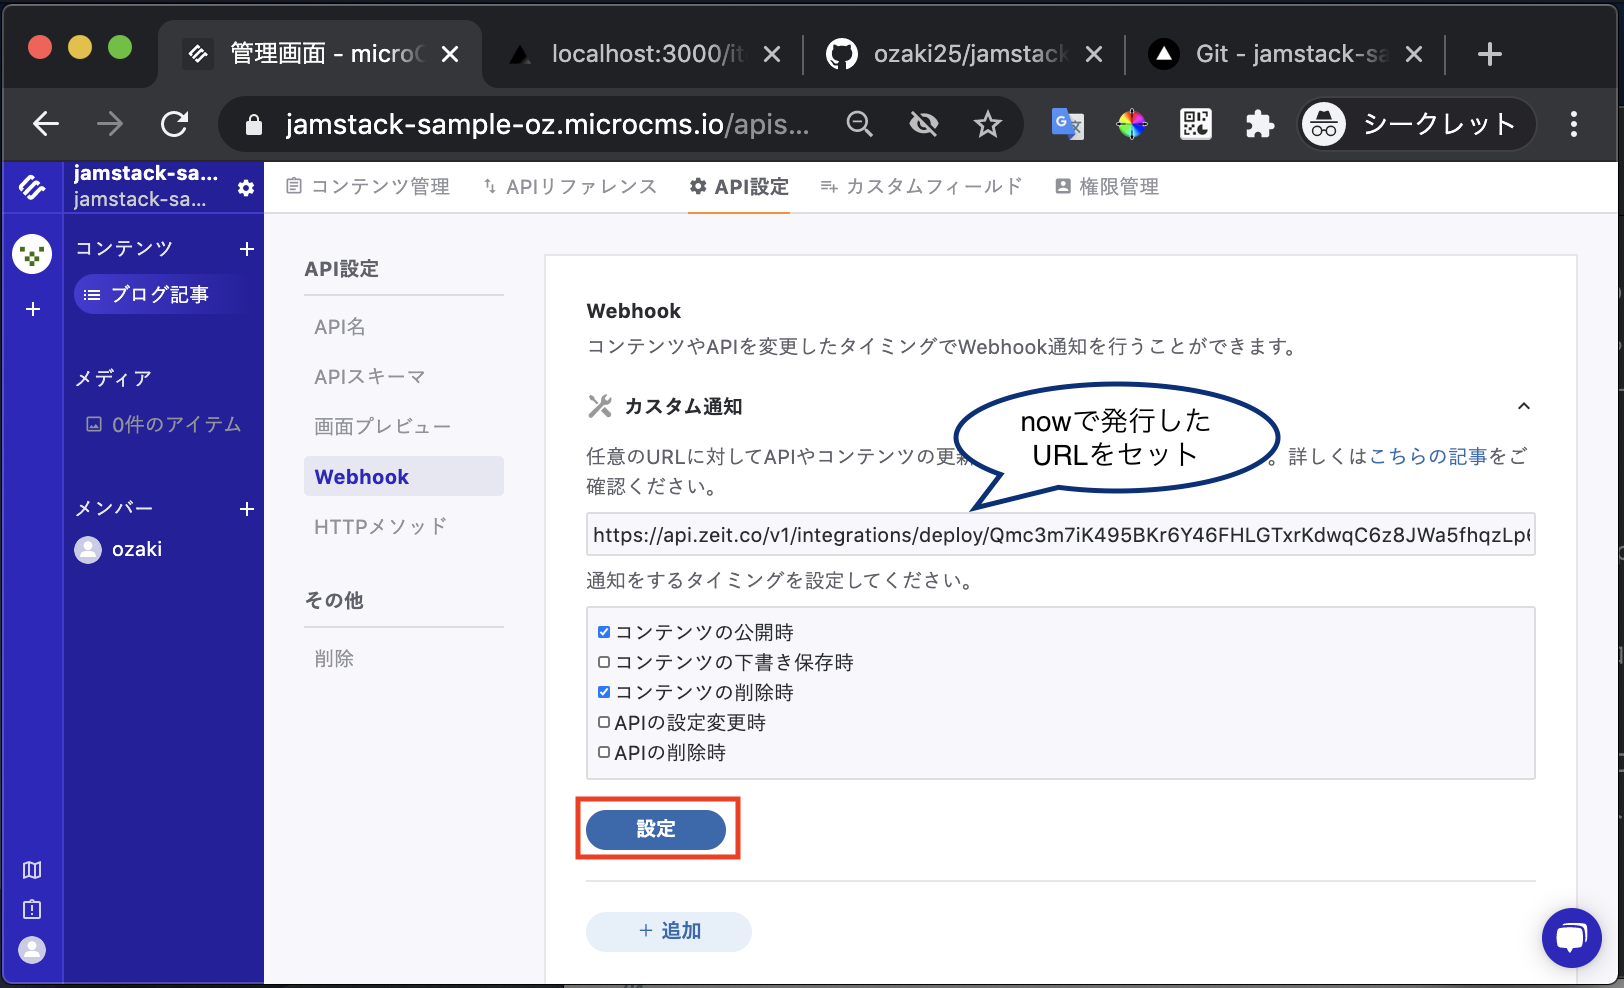 管理画面 - microC
localhost:3000/it
ozaki25/jamstack
Git - jamstack-sa
jamstack-sample-oz.microcms.io/apis...
シークレット
jamstack-sa...
jamstack-sa...
コンテンツ
ブログ記事
メディア
0件のアイテム
メンバー
ozaki
コンテンツ管理
APIリファレンス
API設定
カスタムフィールド
権限管理
API設定
API名
APIスキーマ
画面プレビュー
Webhook
HTTPメソッド
その他
削除
Webhook
コンテンツやAPIを変更したタイミングでWebhook通知を行うことができます。
カスタム通知
nowで発行した
URLをセット
任意のURLに対してAPIやコンテンツの更新 。詳しくはこちらの記事をご
確認ください。
https://api.zeit.co/v1/integrations/deploy/Qmc3m7iK495BKr6Y46FHLGTxrKdwqC6z8JWa5fhqzLp6
通知をするタイミングを設定してください。
コンテンツの公開時
コンテンツの下書き保存時
コンテンツの削除時
APIの設定変更時
APIの削除時
設定
+ 追加